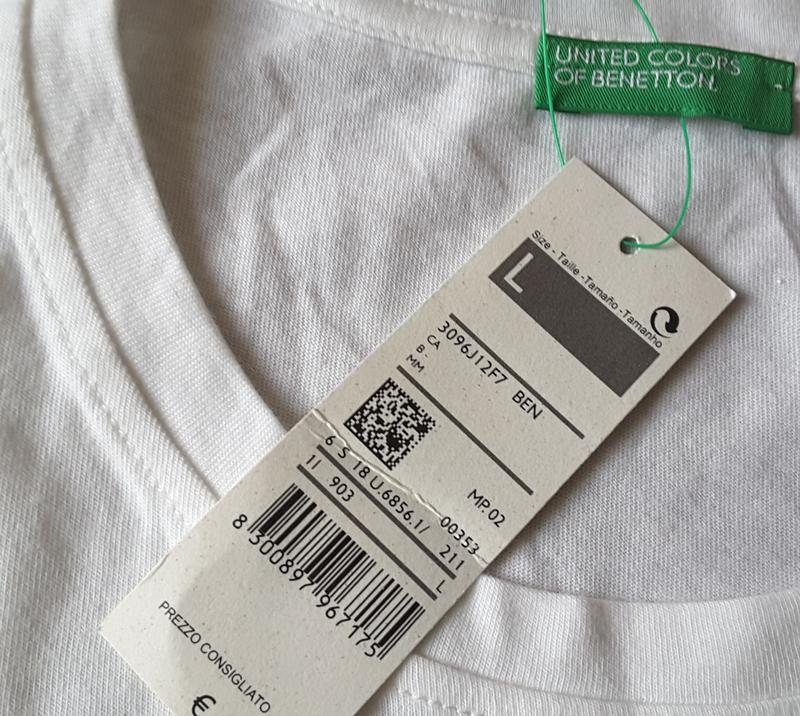 UNITED COLORS
OF BENETTON.
Size - Taille - Tamaño - Tamanho
L
3096J12F7 BEN
CA
B -
MM
MP.02
6 S 18 U.6856.1/ 00353
11 903 211
L
8 300897 967175
PREZZO CONSIGLIATO
€